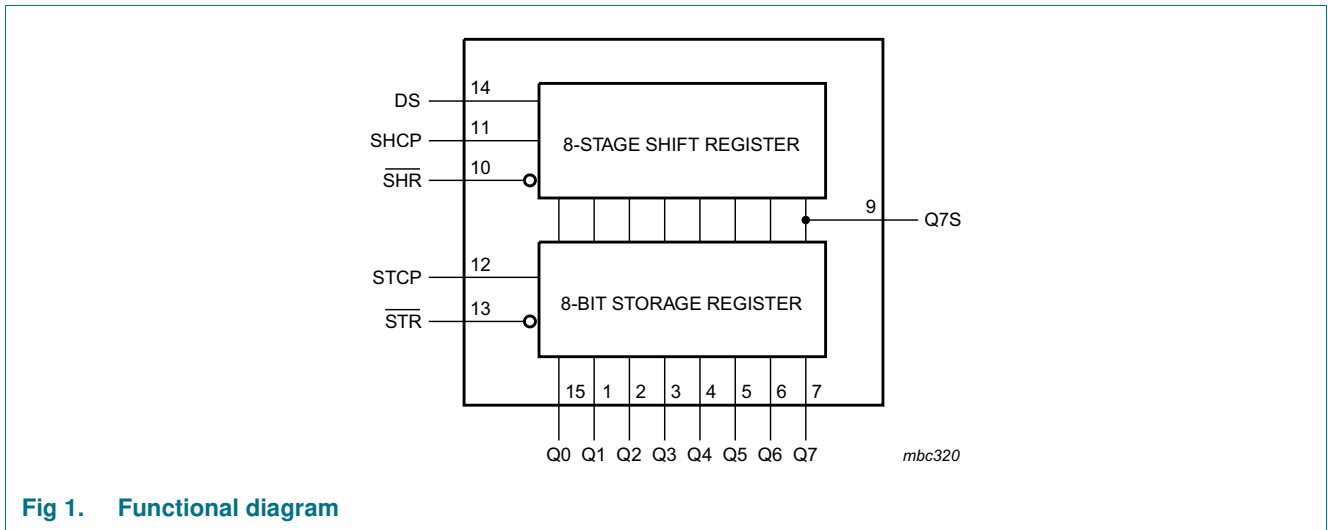 DS 14
SHCP 11
SHR 10
8-STAGE SHIFT REGISTER
9 Q7S
STCP 12
STR 13
8-BIT STORAGE REGISTER
15 1 2 3 4 5 6 7
Q0 Q1 Q2 Q3 Q4 Q5 Q6 Q7
mbc320
Fig 1. Functional diagram